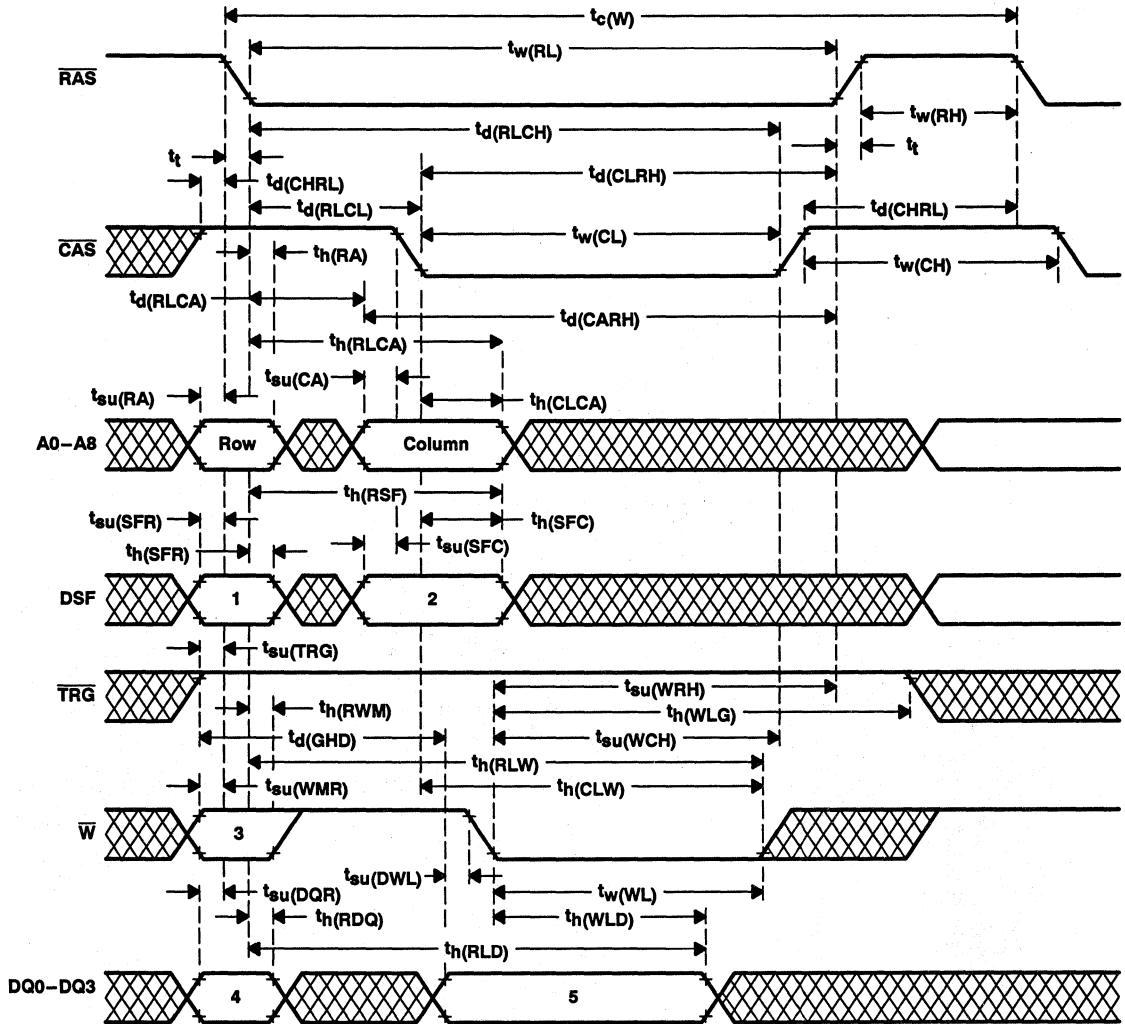 tc(W)
tw(RL)
RAS
tw(RH)
td(RLCH)
tt
tt
td(CHRL)
td(CLRH)
td(RLCL)
td(CHRL)
CAS
tw(CL)
th(RA)
tw(CH)
td(RLCA)
td(CARH)
th(RLCA)
tsu(CA)
tsu(RA)
th(CLCA)
A0–A8
Row
Column
th(RSF)
tsu(SFR)
th(SFC)
th(SFR)
tsu(SFC)
DSF
1
2
tsu(TRG)
TRG
tsu(WRH)
th(RWM)
th(WLG)
td(GHD)
tsu(WCH)
th(RLW)
tsu(WMR)
th(CLW)
W
3
tsu(DWL)
tsu(DQR)
tw(WL)
th(RDQ)
th(WLD)
th(RLD)
DQ0–DQ3
4
5